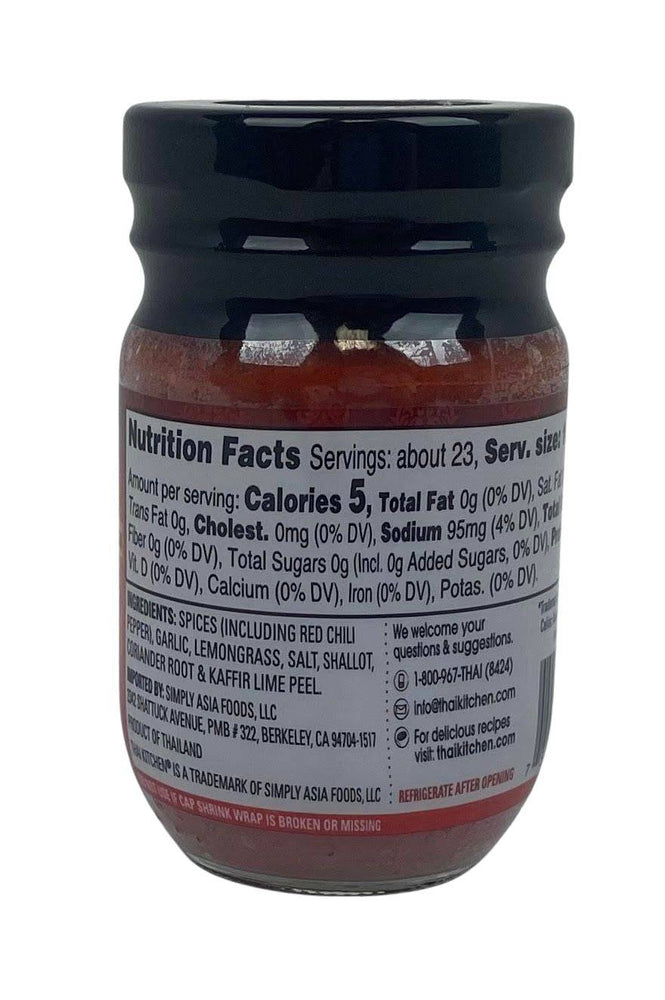 Nutrition Facts Servings: about 23, Serv. size:
Amount per serving: Calories 5, Total Fat 0g (0% DV), Sat. Fat
Trans Fat 0g, Cholest. 0mg (0% DV), Sodium 95mg (4% DV), Total
Fiber 0g (0% DV), Total Sugars 0g (Incl. 0g Added Sugars, 0% DV),
Vit. D (0% DV), Calcium (0% DV), Iron (0% DV), Potas. (0% DV).
INGREDIENTS: SPICES (INCLUDING RED CHILI
PEPPER), GARLIC, LEMONGRASS, SALT, SHALLOT,
CORIANDER ROOT & KAFFIR LIME PEEL.
IMPORTED BY: SIMPLY ASIA FOODS, LLC
2342 SHATTUCK AVENUE, PMB # 322, BERKELEY, CA 94704-1517
PRODUCT OF THAILAND
THAI KITCHEN® IS A TRADEMARK OF SIMPLY ASIA FOODS, LLC
We welcome your
questions & suggestions.
1-800-967-THAI (8424)
info@thaikitchen.com
For delicious recipes
visit: thaikitchen.com
REFRIGERATE AFTER OPENING
7
USE IF CAP SHRINK WRAP IS BROKEN OR MISSING